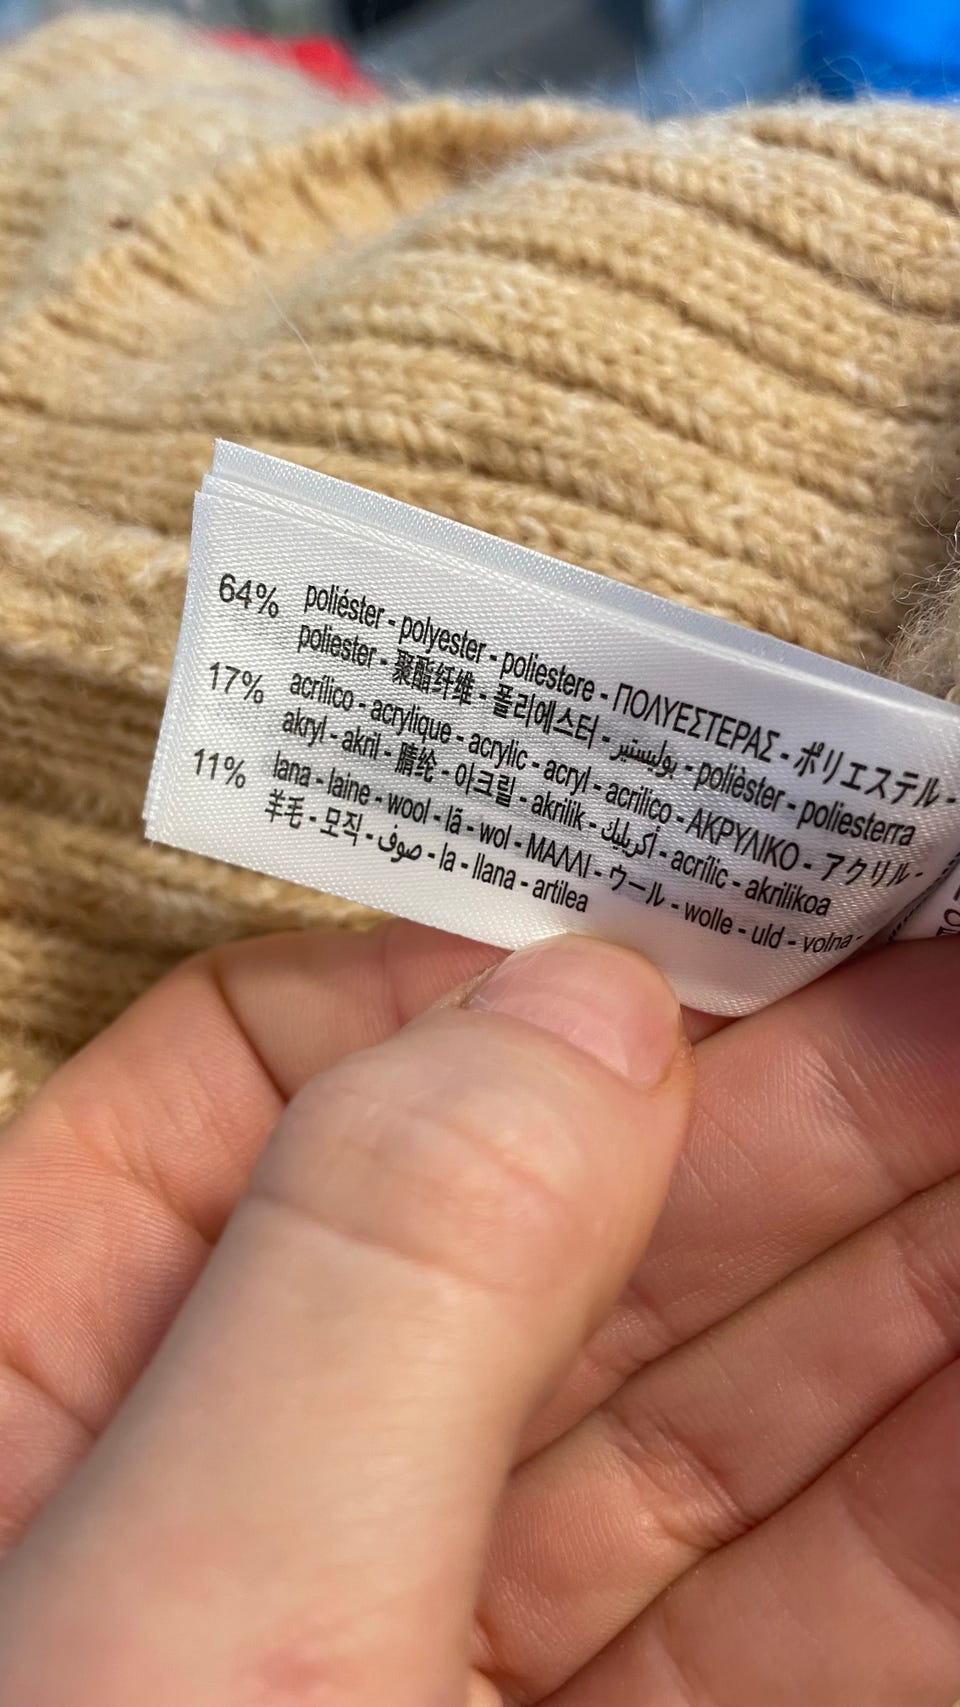 64% poliéster - polyester - poliestere - ΠΟΛΥΕΣΤΕΡΑΣ - ポリエステル -
poliester - 聚酯纤维 - 폴리에스터 - بوليستير - polièster - poliesterra
17% acrílico - acrylique - acrylic - acryl - acrilico - ΑΚΡΥΛΙΚΟ - アクリル -
akryl - akril - 腈纶 - 아크릴 - akrilik - أكريليك - acrílic - akrilikoa
11% lana - laine - wool - lã - wol - ΜΑΛΛΙ - ウール - wolle - uld - volna -
羊毛 - 모직 - صوف - la - llana - artilea